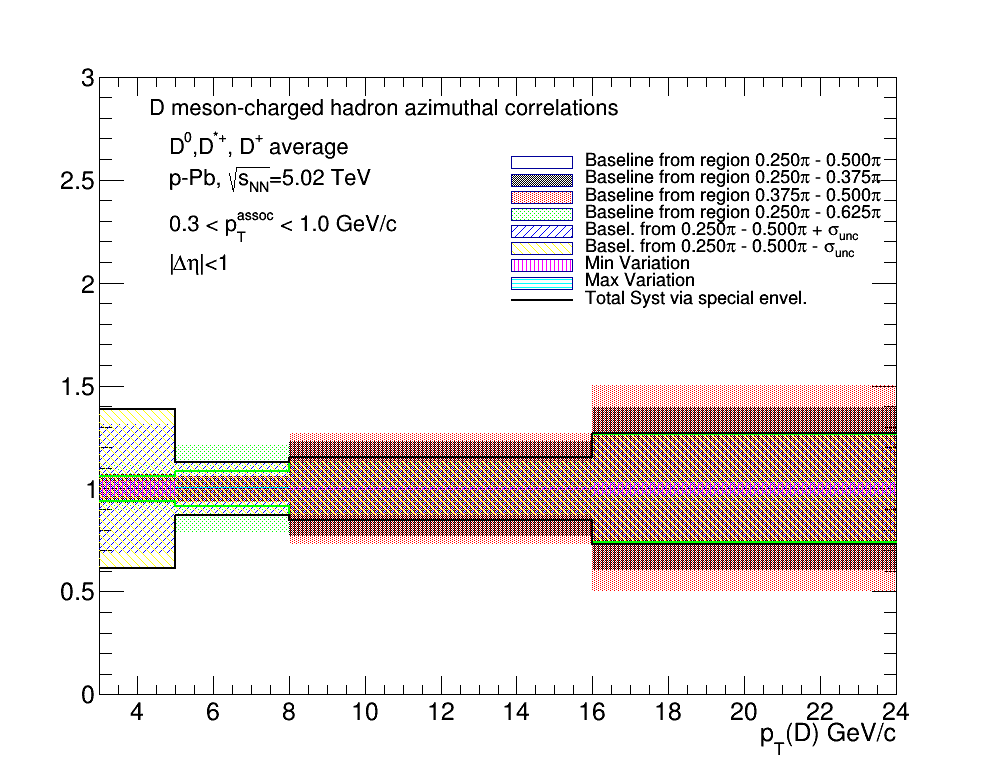 D meson-charged hadron azimuthal correlations
D⁰,D*⁺, D⁺ average
p-Pb, √sNN=5.02 TeV
0.3 < pT^assoc < 1.0 GeV/c
|Δη|<1
Baseline from region 0.250π - 0.500π
Baseline from region 0.250π - 0.375π
Baseline from region 0.375π - 0.500π
Baseline from region 0.250π - 0.625π
Basel. from 0.250π - 0.500π + σunc
Basel. from 0.250π - 0.500π - σunc
Min Variation
Max Variation
Total Syst via special envel.
3
2.5
2
1.5
1
0.5
0
4 6 8 10 12 14 16 18 20 22 24
pT(D) GeV/c